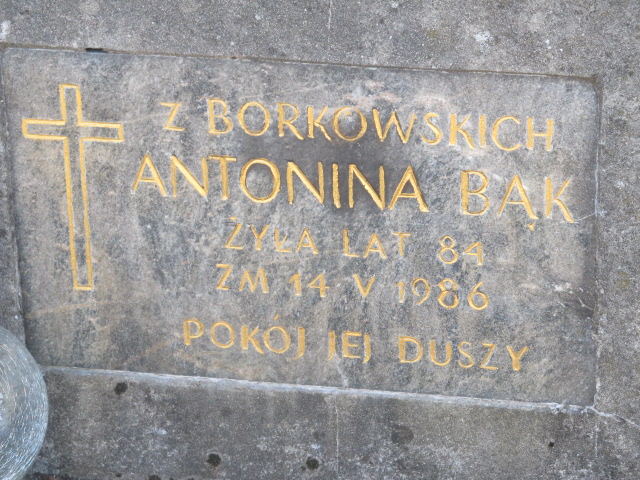 Z BORKOWSKICH
ANTONINA BĄK
ŻYŁA LAT 84
ZM 14 V 1986
POKÓJ JEJ DUSZY